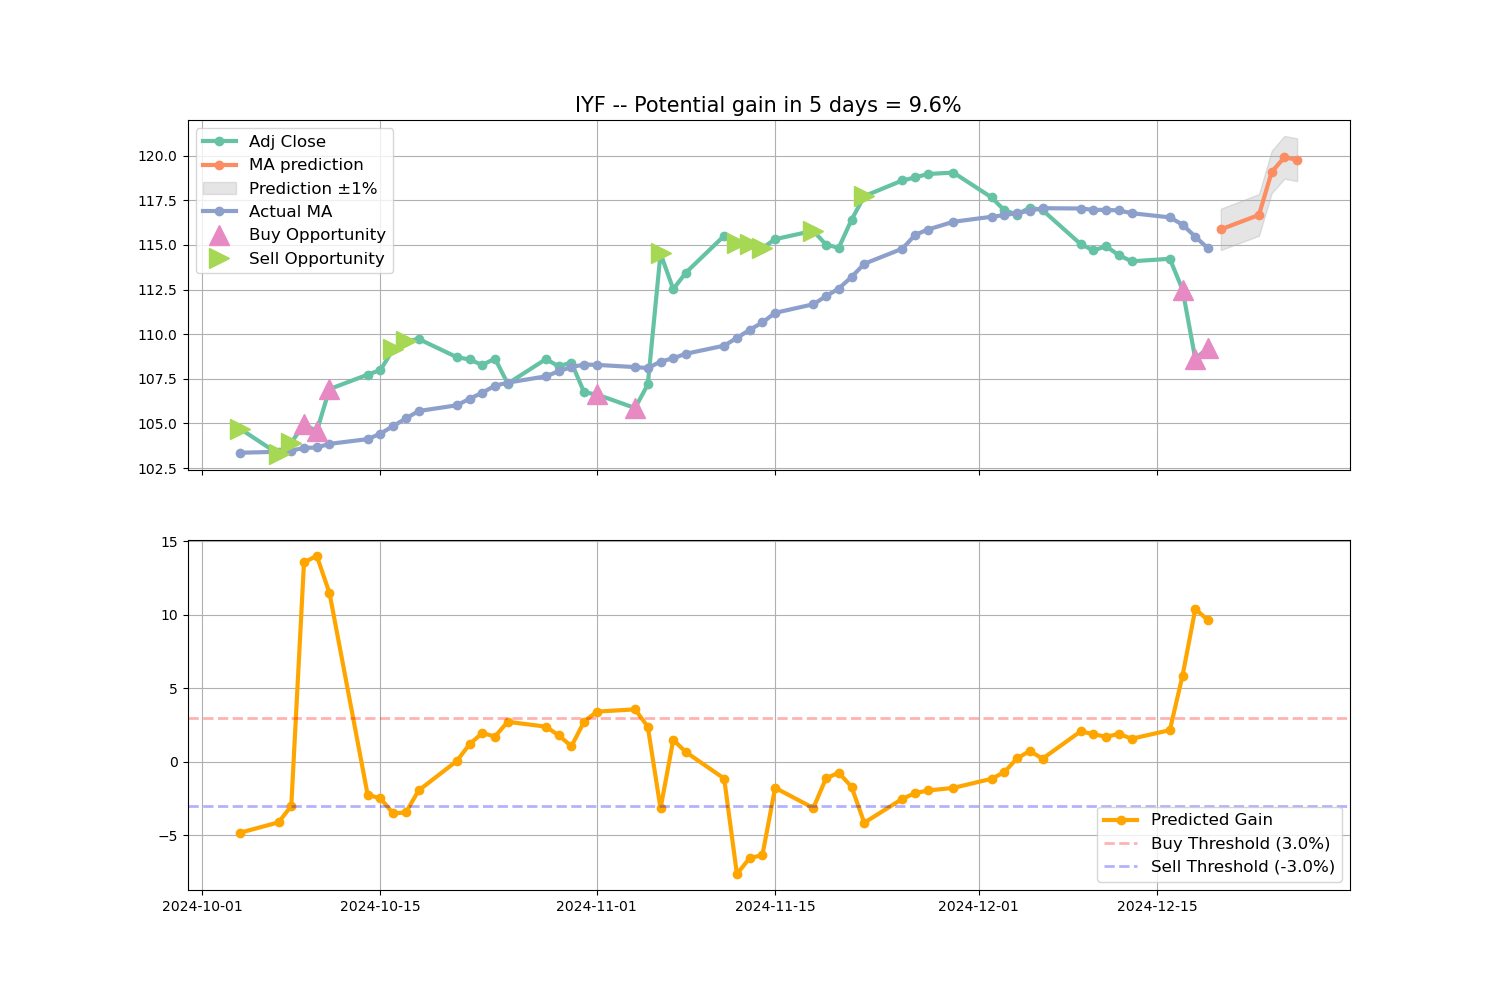 IYF -- Potential gain in 5 days = 9.6%
Adj Close
MA prediction
Prediction ±1%
Actual MA
Buy Opportunity
Sell Opportunity
120.0
117.5
115.0
112.5
110.0
107.5
105.0
102.5
15
10
5
0
−5
Predicted Gain
Buy Threshold (3.0%)
Sell Threshold (-3.0%)
2024-10-01 2024-10-15 2024-11-01 2024-11-15 2024-12-01 2024-12-15